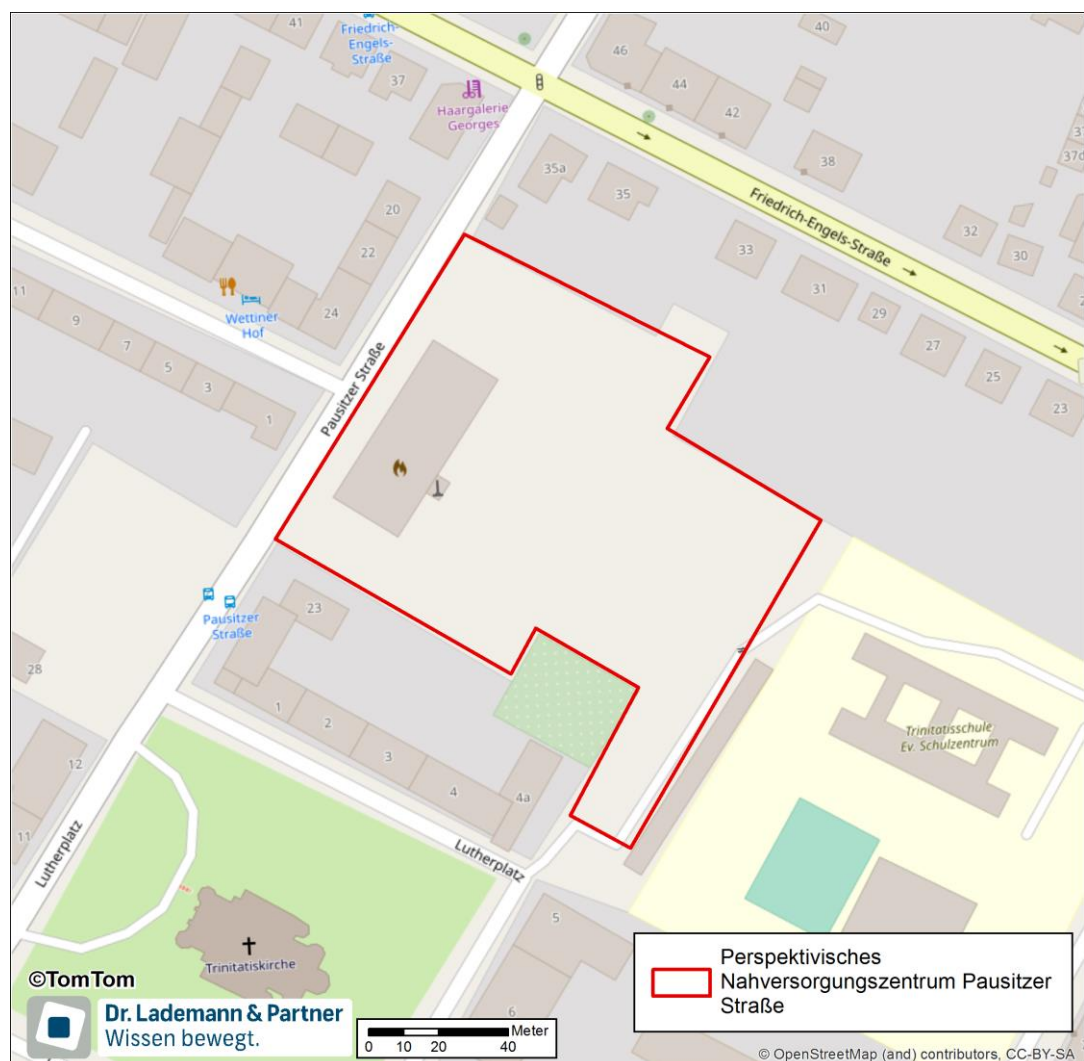 41
Friedrich-
Engels-
Straße
37
Haargalerie
Georges
46
44
42
40
38
37d
35a
35
33
31
29
27
25
23
32
30
Friedrich-Engels-Straße
20
22
24
Wettiner
Hof
11
9
7
5
3
1
Pausitzer Straße
Pausitzer
Straße
23
28
12
11
1
2
3
4
4a
Lutherplatz
Lutherplatz
Trinitatisschule
Ev. Schulzentrum
Trinitatiskirche
5
6
©TomTom
Dr. Lademann & Partner
Wissen bewegt.
Meter
0 10 20 40
Perspektivisches
Nahversorgungszentrum Pausitzer
Straße
© OpenStreetMap (and) contributors, CC-BY-SA